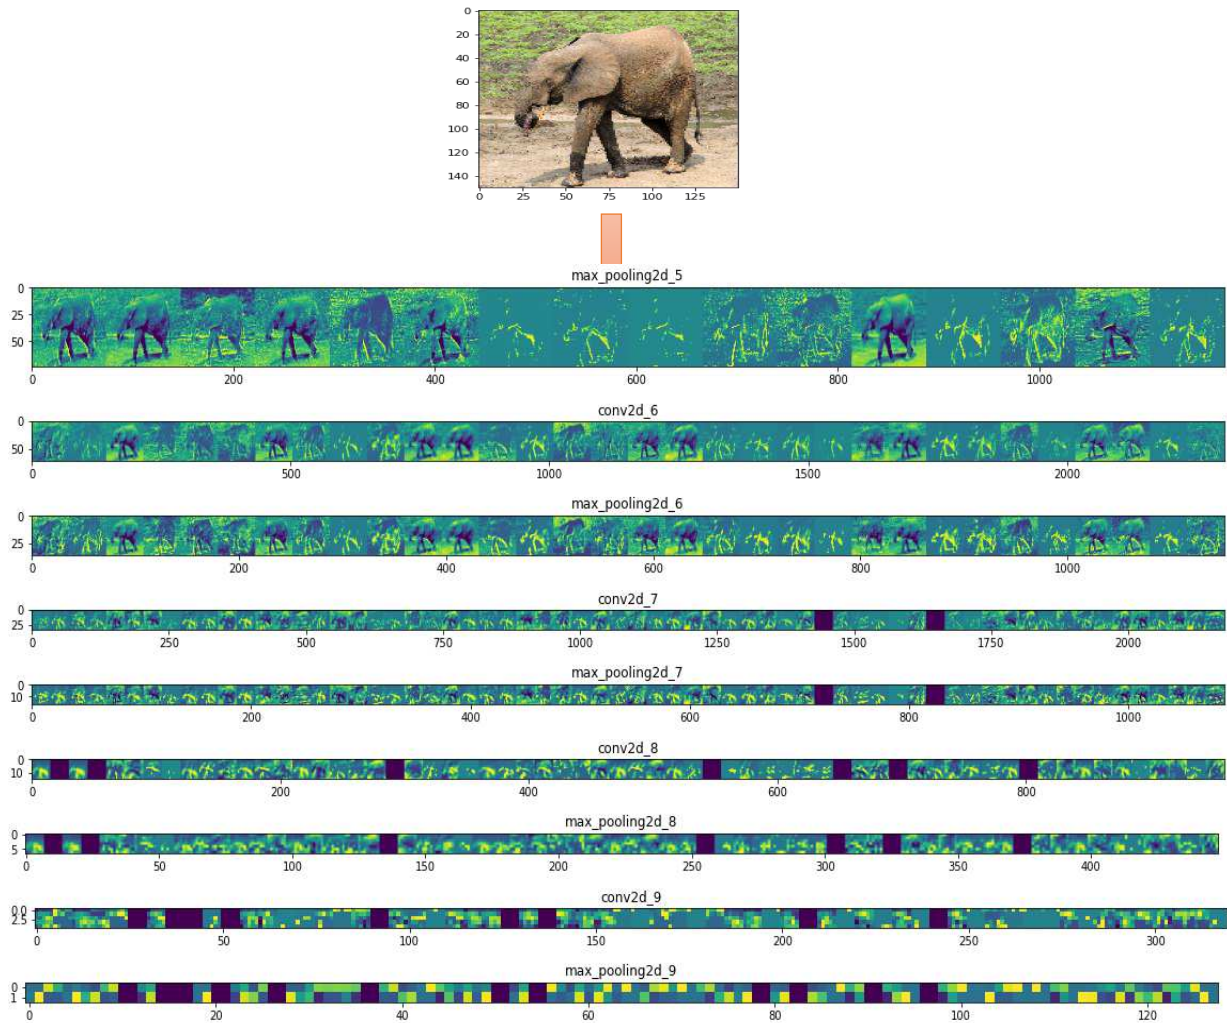 0
20
40
60
80
100
120
140
0 25 50 75 100 125
max_pooling2d_5
0
25
50
0 200 400 600 800 1000
conv2d_6
0
50
0 500 1000 1500 2000
max_pooling2d_6
0
25
0 200 400 600 800 1000
conv2d_7
0
25
0 250 500 750 1000 1250 1500 1750 2000
max_pooling2d_7
0
10
0 200 400 600 800 1000
conv2d_8
0
10
0 200 400 600 800
max_pooling2d_8
0
5
0 50 100 150 200 250 300 350 400
conv2d_9
0.0
2.5
0 50 100 150 200 250 300
max_pooling2d_9
0
1
0 20 40 60 80 100 120